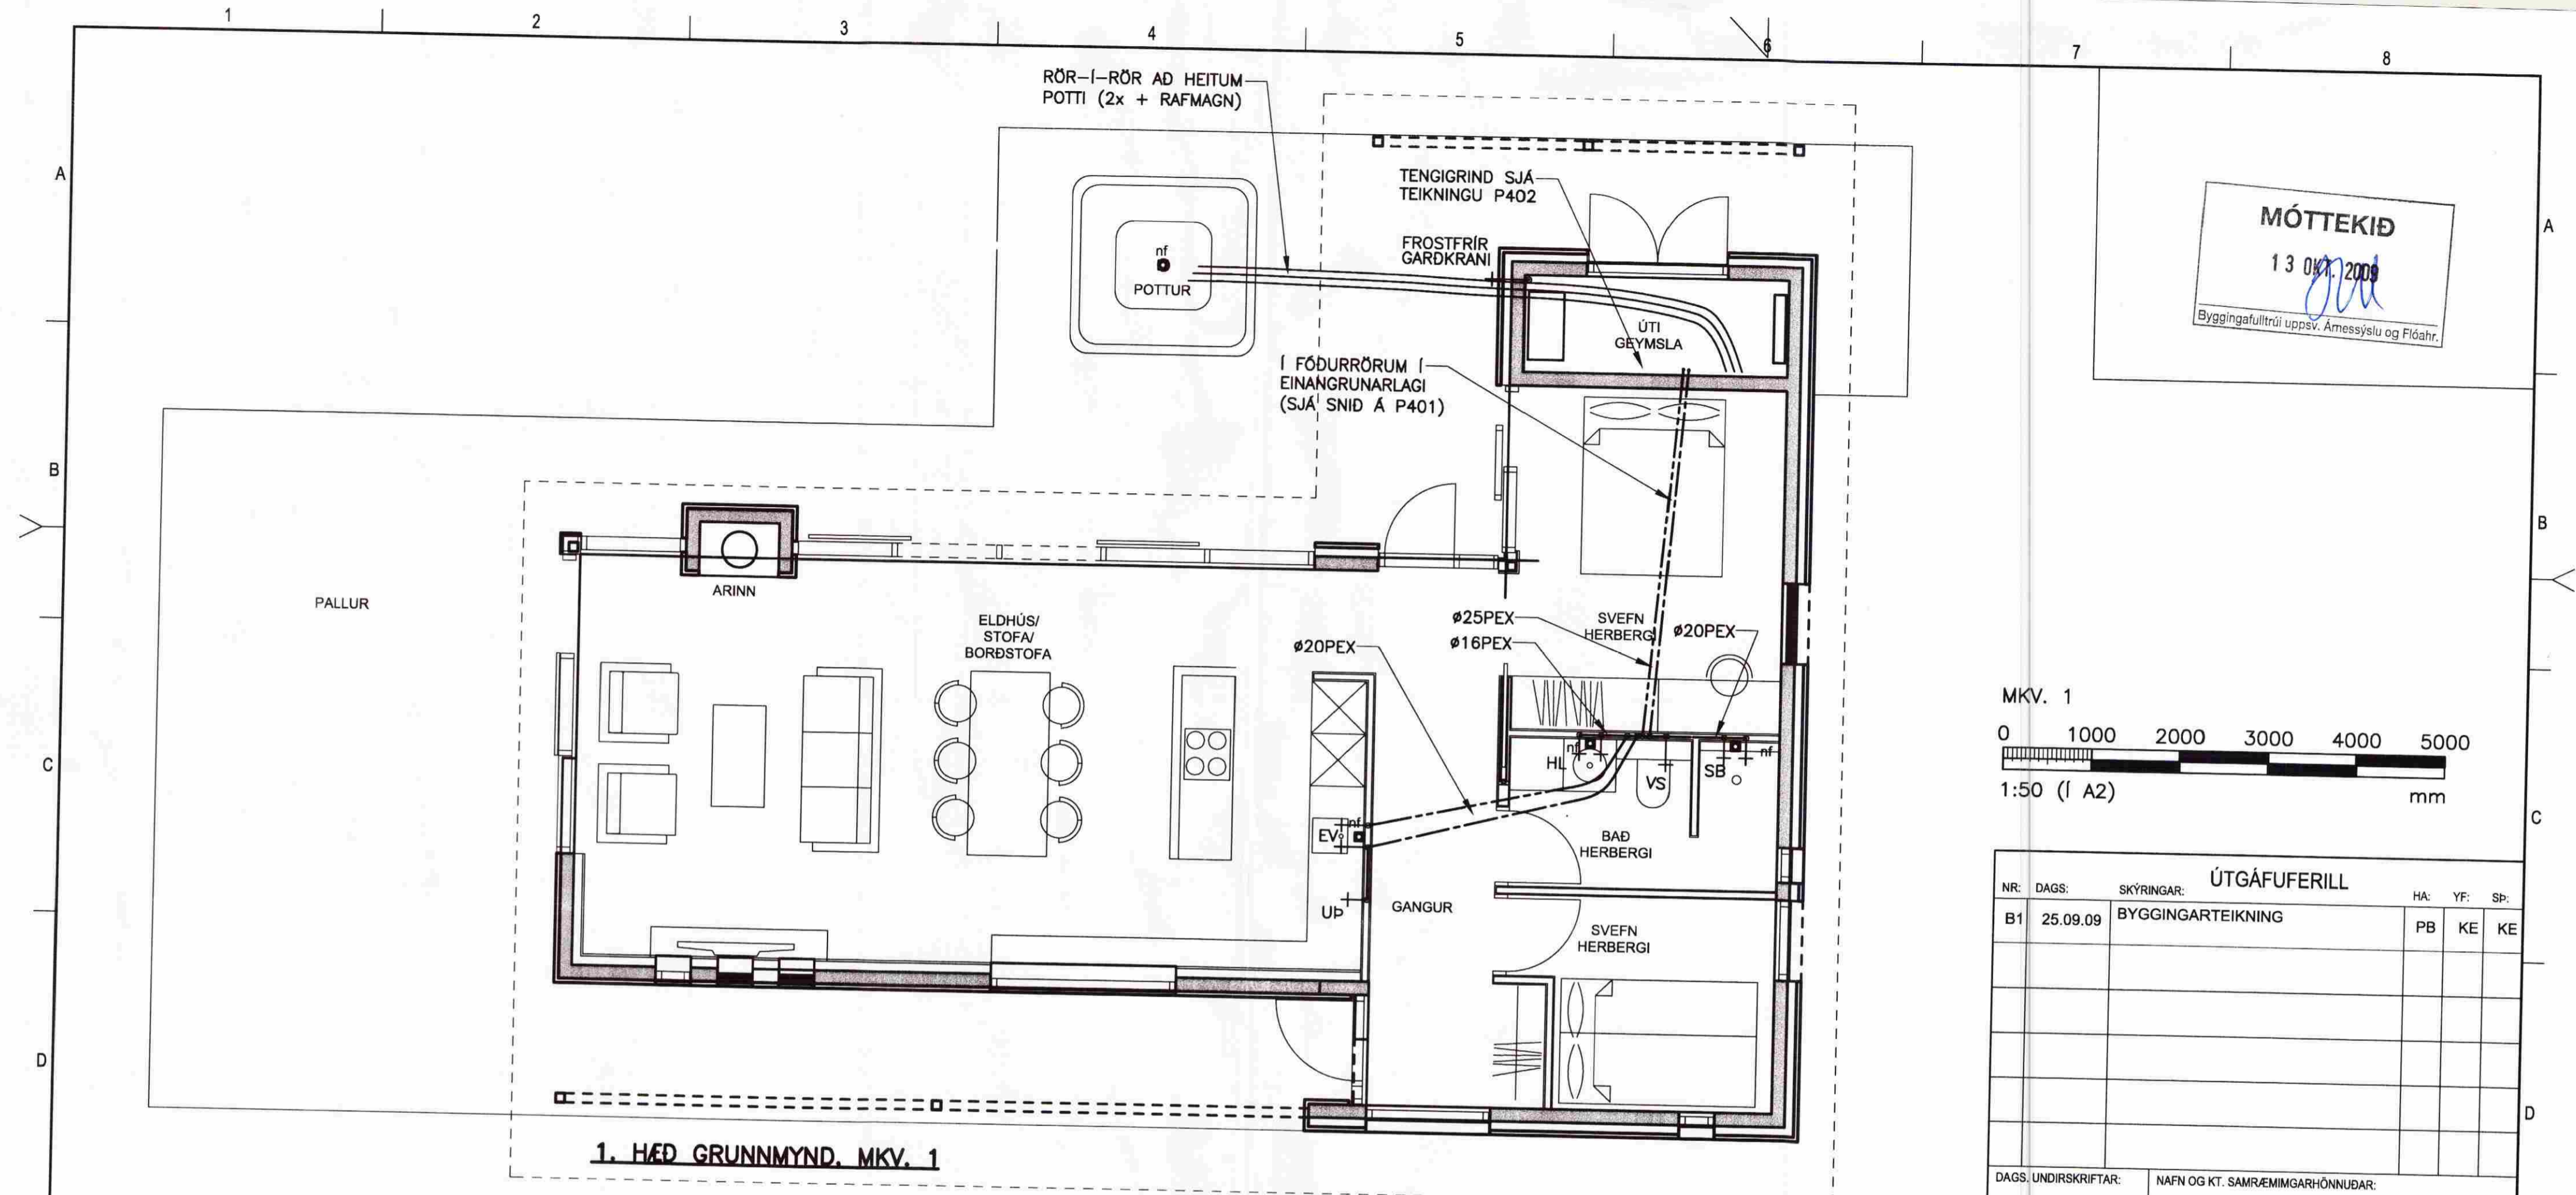 1 2 3 4 5 6 7 8
A
B
C
D
A
B
C
D
RÖR-Í-RÖR AÐ HEITUM
POTTI (2x + RAFMAGN)
TENGIGRIND SJÁ
TEIKNINGU P402
FROSTFRÍR
GARÐKRANI
nf
POTTUR
ÚTI
GEYMSLA
Í FÓÐURRÖRUM Í
EINANGRUNARLAGI
(SJÁ SNIÐ Á P401)
MÓTTEKIÐ
13 OKT. 2009
Byggingafulltrúi uppsv. Árnessýslu og Flóahr.
PALLUR
ARINN
ELDHÚS/
STOFA/
BORÐSTOFA
ø20PEX
ø25PEX
ø16PEX
SVEFN
HERBERGI
ø20PEX
nf
HL
VS
SB
nf
EV
nf
UÞ
BAÐ
HERBERGI
GANGUR
SVEFN
HERBERGI
MKV. 1
0 1000 2000 3000 4000 5000
1:50 (Í A2) mm
ÚTGÁFUFERILL
NR: DAGS: SKÝRINGAR: HA: YF: SÞ:
B1 25.09.09 BYGGINGARTEIKNING PB KE KE
DAGS. UNDIRSKRIFTAR: NAFN OG KT. SAMRÆMIMGARHÖNNUÐAR:
1. HÆÐ GRUNNMYND. MKV. 1